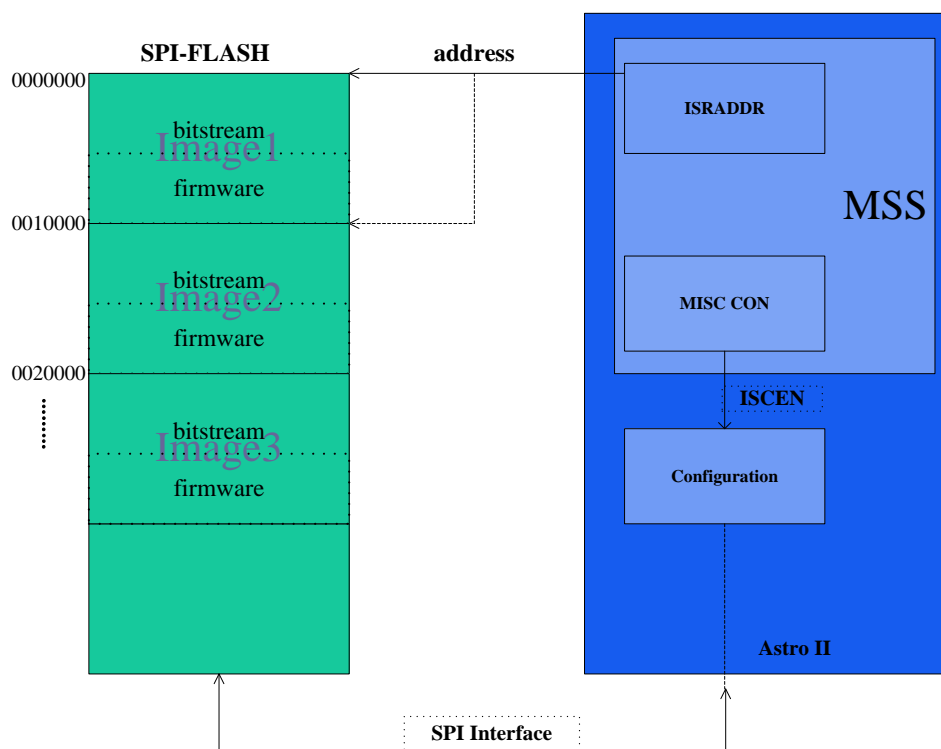 SPI-FLASH
address
0000000
bitstream
Image1
firmware
0010000
bitstream
Image2
firmware
0020000
bitstream
Image3
firmware
ISRADDR
MSS
MISC CON
ISCEN
Configuration
Astro II
SPI Interface